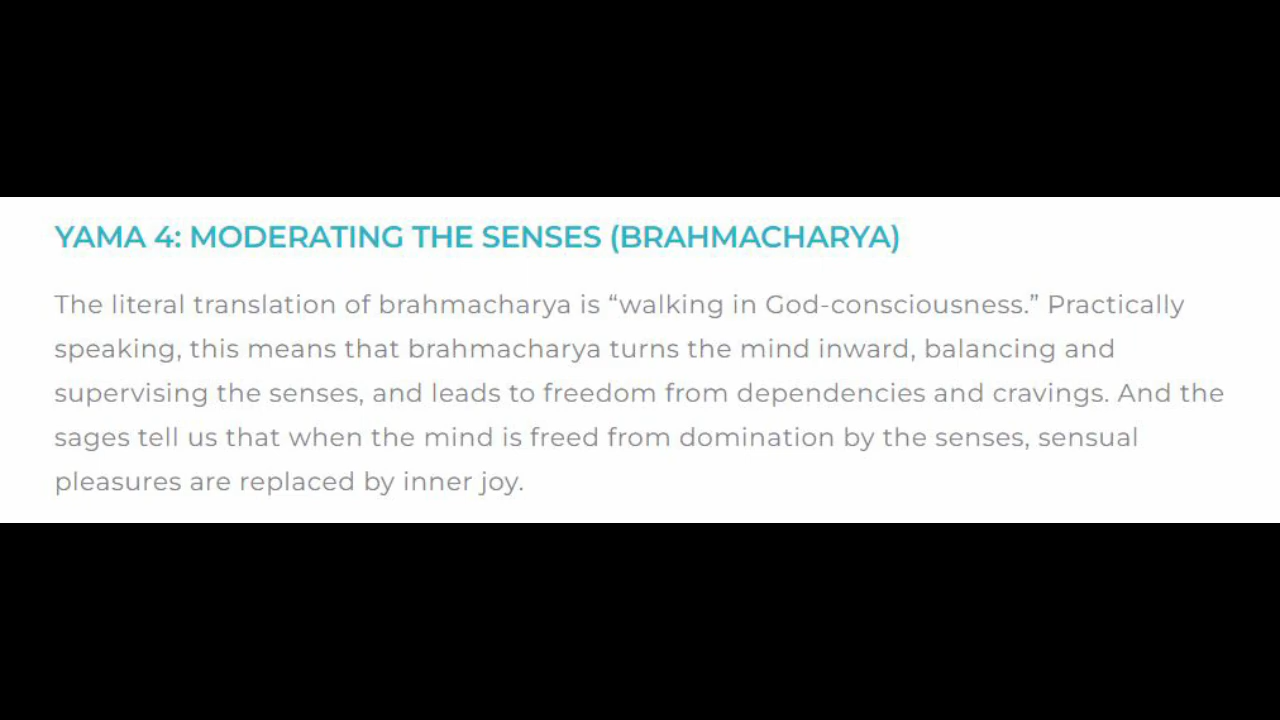 YAMA 4: MODERATING THE SENSES (BRAHMACHARYA)
The literal translation of brahmacharya is “walking in God-consciousness.” Practically
speaking, this means that brahmacharya turns the mind inward, balancing and
supervising the senses, and leads to freedom from dependencies and cravings. And the
sages tell us that when the mind is freed from domination by the senses, sensual
pleasures are replaced by inner joy.